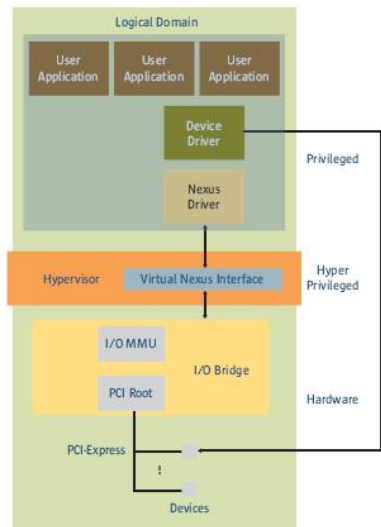 Logical Domain
User
Application
User
Application
User
Application
Device
Driver
Privileged
Nexus
Driver
Hypervisor
Virtual Nexus Interface
Hyper
Privileged
I/O MMU
I/O Bridge
PCI Root
Hardware
PCI-Express
!
Devices